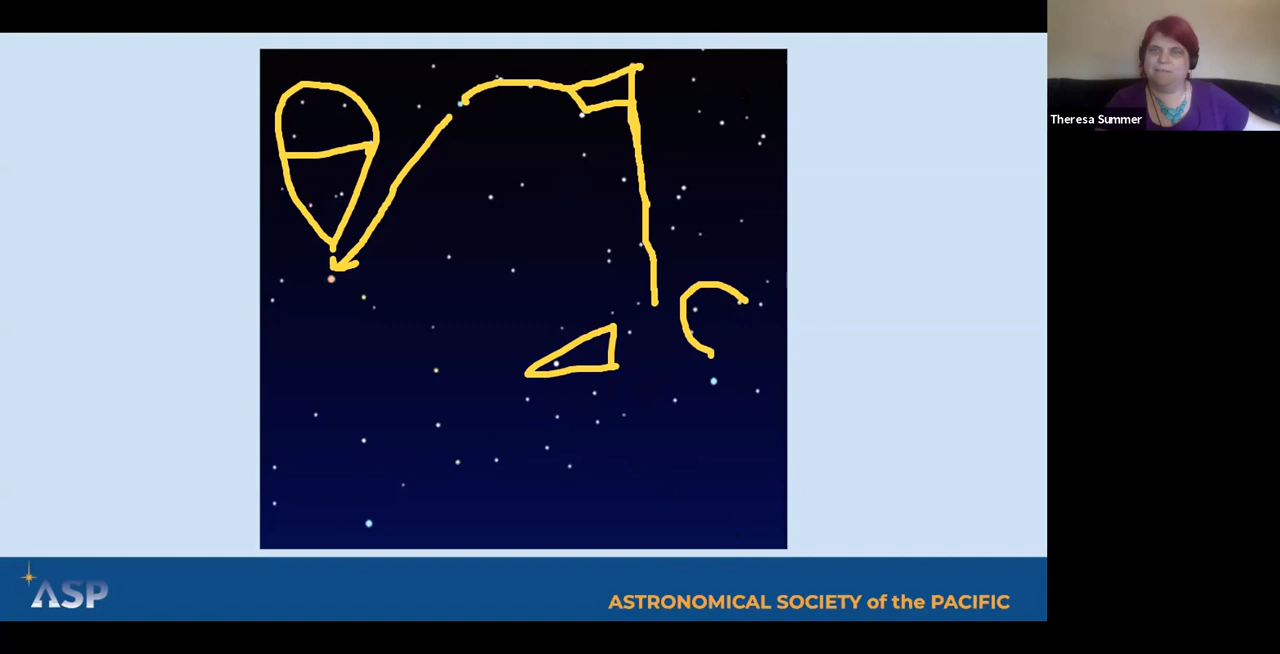 Theresa Summer
ASP
ASTRONOMICAL SOCIETY of the PACIFIC